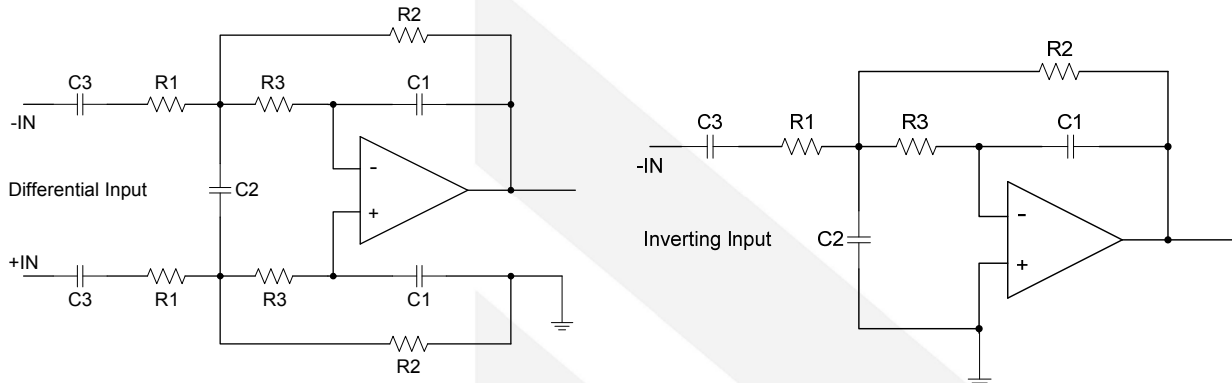 R2
C3 R1 R3 C1
-IN
-
Differential Input C2
+
+IN
C3 R1 R3 C1
R2
R2
C3 R1 R3 C1
-IN
-
Inverting Input C2
+